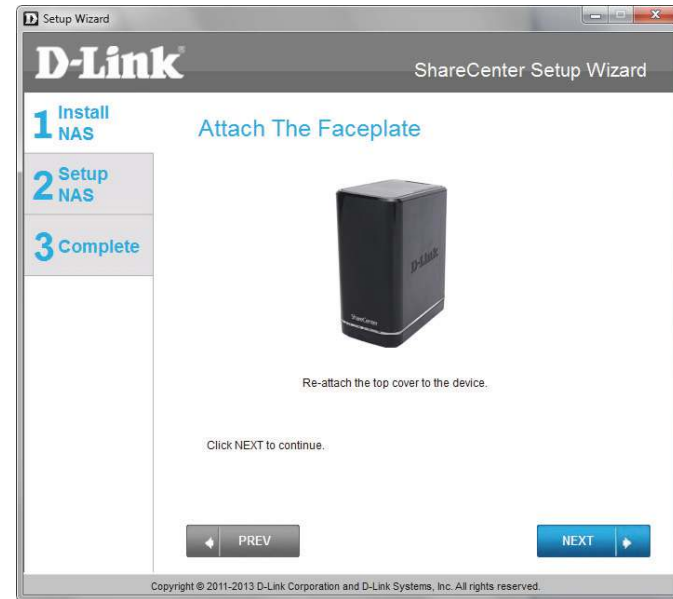 Setup Wizard
D-Link
ShareCenter Setup Wizard
1 Install
NAS
2 Setup
NAS
3 Complete
Attach The Faceplate
D-Link
ShareCenter
Re-attach the top cover to the device.
Click NEXT to continue.
PREV
NEXT
Copyright © 2011-2013 D-Link Corporation and D-Link Systems, Inc. All rights reserved.